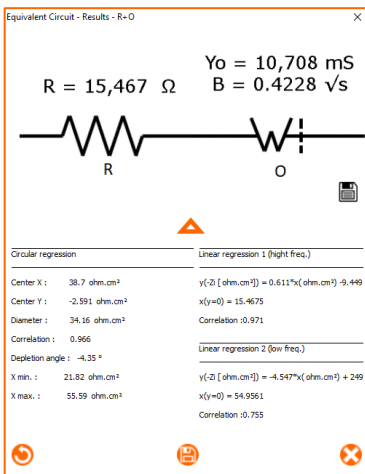 Equivalent Circuit - Results - R+O
Yo = 10,708 mS
R = 15,467 Ω
B = 0.4228 √s
R
O
Circular regression
Center X : 38.7 ohm.cm²
Center Y : -2.591 ohm.cm²
Diameter : 34.16 ohm.cm²
Correlation : 0.966
Depletion angle : -4.35 °
X min. : 21.82 ohm.cm²
X max. : 55.59 ohm.cm²
Linear regression 1 (hight freq.)
y(-Zi [ ohm.cm²]) = 0.611*x( ohm.cm²) -9.449
x(y=0) = 15.4675
Correlation :0.971
Linear regression 2 (low freq.)
y(-Zi [ ohm.cm²]) = -4.547*x( ohm.cm²) + 249
x(y=0) = 54.9561
Correlation :0.755